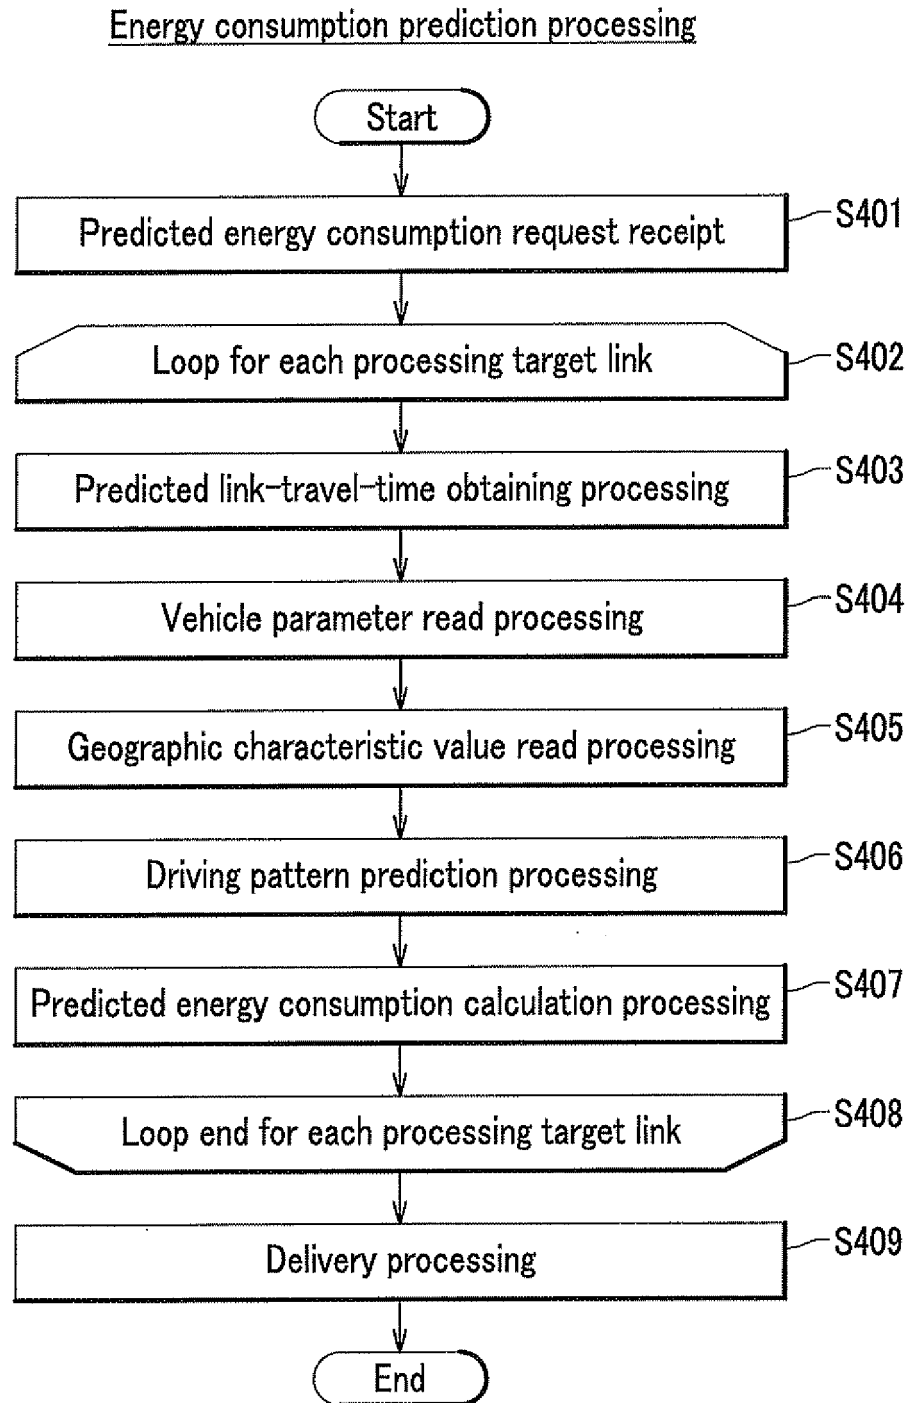 Energy consumption prediction processing
Start
Predicted energy consumption request receipt
S401
Loop for each processing target link
S402
Predicted link-travel-time obtaining processing
S403
Vehicle parameter read processing
S404
Geographic characteristic value read processing
S405
Driving pattern prediction processing
S406
Predicted energy consumption calculation processing
S407
Loop end for each processing target link
S408
Delivery processing
S409
End